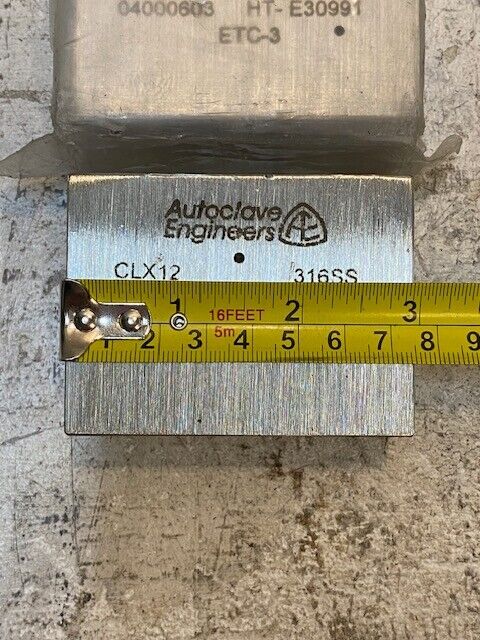 04000603 HT-E30991
ETC-3
Autoclave
Engineers AE
CLX12 316SS
1 2 3
16FEET
5m
1 2 3 4 5 6 7 8 9